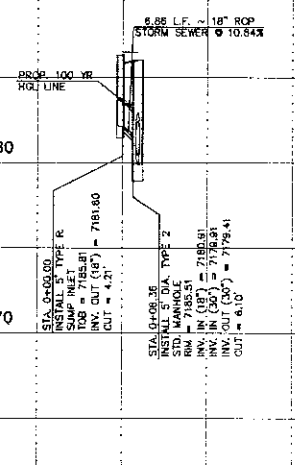 6.86 L.F. ~ 18" RCP
STORM SEWER @ 10.84%
PROP. 100 YR
HGL LINE
80
70
STA. 0+00.00
INSTALL 5' TYPE R
SUMP INLET
TOB = 7185.81
INV. OUT (18") = 7181.60
CUT = 4.21'
STA. 0+06.36
INSTALL 5' DIA. TYPE 2
STD. MANHOLE
RIM = 7185.51
INV. IN (18") = 7180.91
INV. IN (30") = 7179.91
INV. OUT (30") = 7179.41
CUT = 6.10'